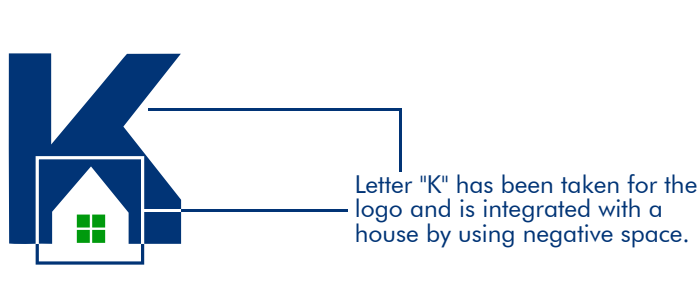 K
Letter "K" has been taken for the
logo and is integrated with a
house by using negative space.